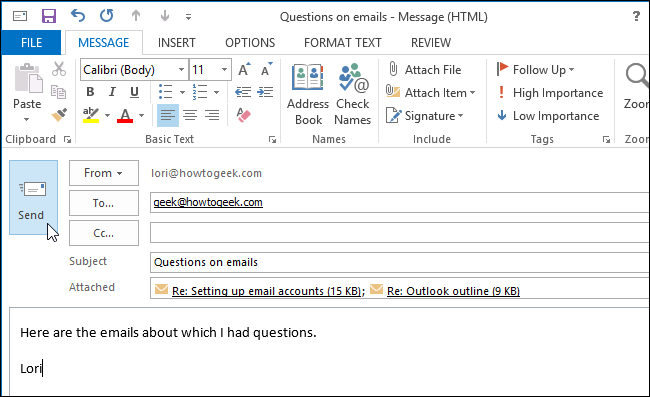 Questions on emails - Message (HTML)
FILE MESSAGE INSERT OPTIONS FORMAT TEXT REVIEW
Paste
Clipboard
Calibri (Body) 11
B I U
Basic Text
Address Book
Check Names
Names
Attach File
Attach Item
Signature
Include
Follow Up
High Importance
Low Importance
Tags
Zoom
Send
From lori@howtogeek.com
To... geek@howtogeek.com
Cc...
Subject Questions on emails
Attached Re: Setting up email accounts (15 KB); Re: Outlook outline (9 KB)
Here are the emails about which I had questions.
Lori